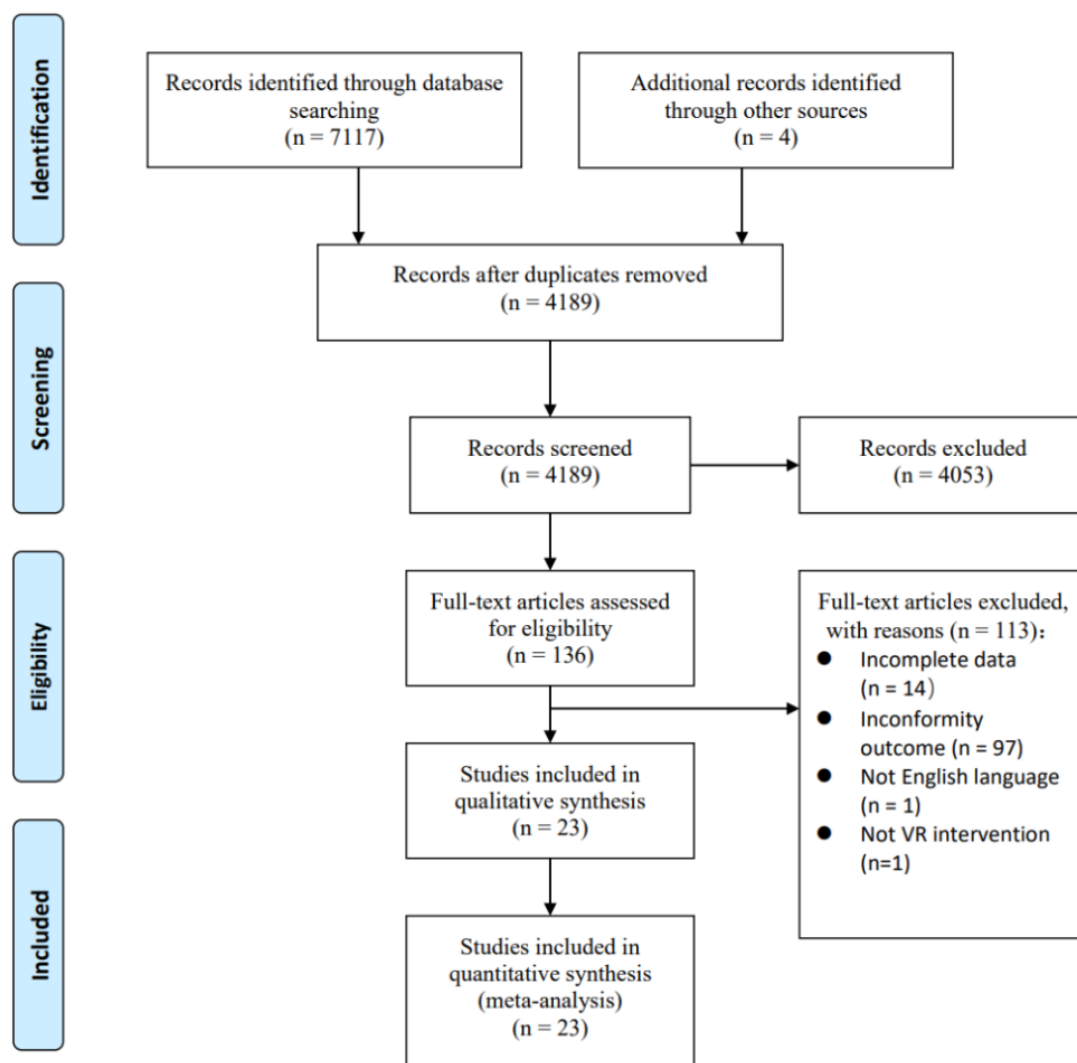 Identification
Records identified through database
searching
(n = 7117)
Additional records identified
through other sources
(n = 4)
Records after duplicates removed
(n = 4189)
Screening
Records screened
(n = 4189)
Records excluded
(n = 4053)
Eligibility
Full-text articles assessed
for eligibility
(n = 136)
Full-text articles excluded,
with reasons (n = 113)：
● Incomplete data
(n = 14）
● Inconformity
outcome (n = 97)
● Not English language
(n = 1)
● Not VR intervention
(n=1)
Studies included in
qualitative synthesis
(n = 23)
Included
Studies included in
quantitative synthesis
(meta-analysis)
(n = 23)